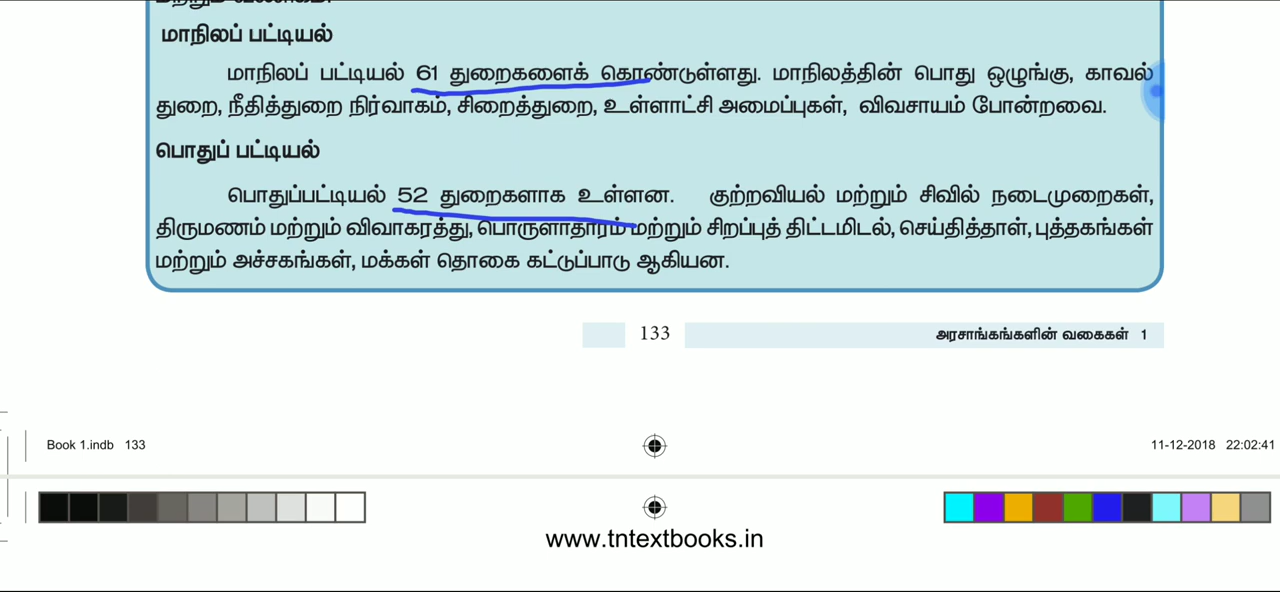 மாநிலப் பட்டியல்
மாநிலப் பட்டியல் 61 துறைகளைக் கொண்டுள்ளது. மாநிலத்தின் பொது ஒழுங்கு, காவல்
துறை, நீதித்துறை நிர்வாகம், சிறைத்துறை, உள்ளாட்சி அமைப்புகள், விவசாயம் போன்றவை.
பொதுப் பட்டியல்
பொதுப்பட்டியல் 52 துறைகளாக உள்ளன. குற்றவியல் மற்றும் சிவில் நடைமுறைகள்,
திருமணம் மற்றும் விவாகரத்து, பொருளாதாரம் மற்றும் சிறப்புத் திட்டமிடல், செய்தித்தாள், புத்தகங்கள்
மற்றும் அச்சகங்கள், மக்கள் தொகை கட்டுப்பாடு ஆகியன.
133 அரசாங்கங்களின் வகைகள் 1
Book 1.indb 133 11-12-2018 22:02:41
www.tntextbooks.in